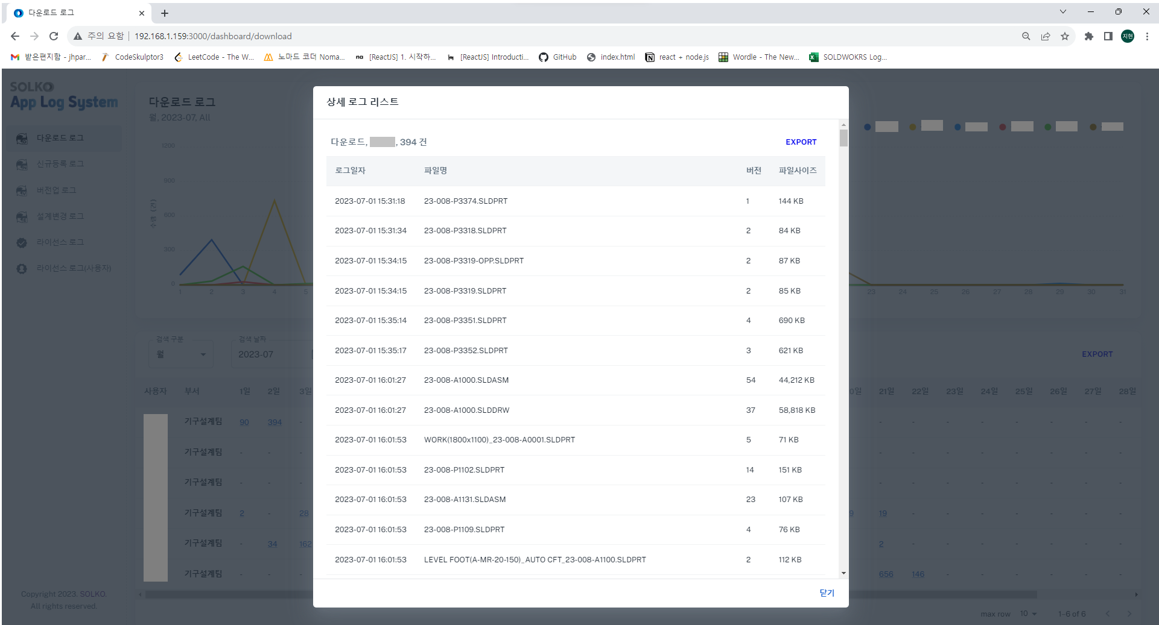 다운로드 로그
주의 요함 | 192.168.1.159:3000/dashboard/download
지현
받은편지함 - jhpar... CodeSkulptor3 LeetCode - The W... 노마드 코더 Noma... [ReactJS] 1. 시작하... [ReactJS] Introducti... GitHub index.html react + node.js Wordle - The New... SOLDWOKRS Log...
SOLKO
App Log System
다운로드 로그
신규등록 로그
버전업 로그
설계변경 로그
라이선스 로그
라이선스 로그(사용자)
Copyright 2023. SOLKO.
All rights reserved.
다운로드 로그
월, 2023-07, All
검색 구분
월
검색 날짜
2023-07
EXPORT
사용자 부서 1일 2일 3일 21일 22일 23일 24일 25일 26일 27일 28일
기구설계팀 90 394 -
기구설계팀 - - -
기구설계팀 - - -
기구설계팀 2 - 19
기구설계팀 - 34 2
기구설계팀 - - - 656 146
max row: 10 1-6 of 6
상세 로그 리스트
다운로드, , 394 건
EXPORT
로그일자 파일명 버전 파일사이즈
2023-07-01 15:31:18 23-008-P3374.SLDPRT 1 144 KB
2023-07-01 15:31:34 23-008-P3318.SLDPRT 2 84 KB
2023-07-01 15:34:15 23-008-P3319-OPP.SLDPRT 2 87 KB
2023-07-01 15:34:15 23-008-P3319.SLDPRT 2 85 KB
2023-07-01 15:35:14 23-008-P3351.SLDPRT 4 690 KB
2023-07-01 15:35:17 23-008-P3352.SLDPRT 3 621 KB
2023-07-01 16:01:27 23-008-A1000.SLDASM 54 44,212 KB
2023-07-01 16:01:27 23-008-A1000.SLDDRW 37 58,818 KB
2023-07-01 16:01:53 WORK(1800x1100)_23-008-A0001.SLDPRT 5 71 KB
2023-07-01 16:01:53 23-008-P1102.SLDPRT 14 151 KB
2023-07-01 16:01:53 23-008-A1131.SLDASM 23 107 KB
2023-07-01 16:01:53 23-008-P1109.SLDPRT 4 76 KB
2023-07-01 16:01:53 LEVEL FOOT(A-MR-20-150)_AUTO CFT_23-008-A1100.SLDPRT 2 112 KB
닫기